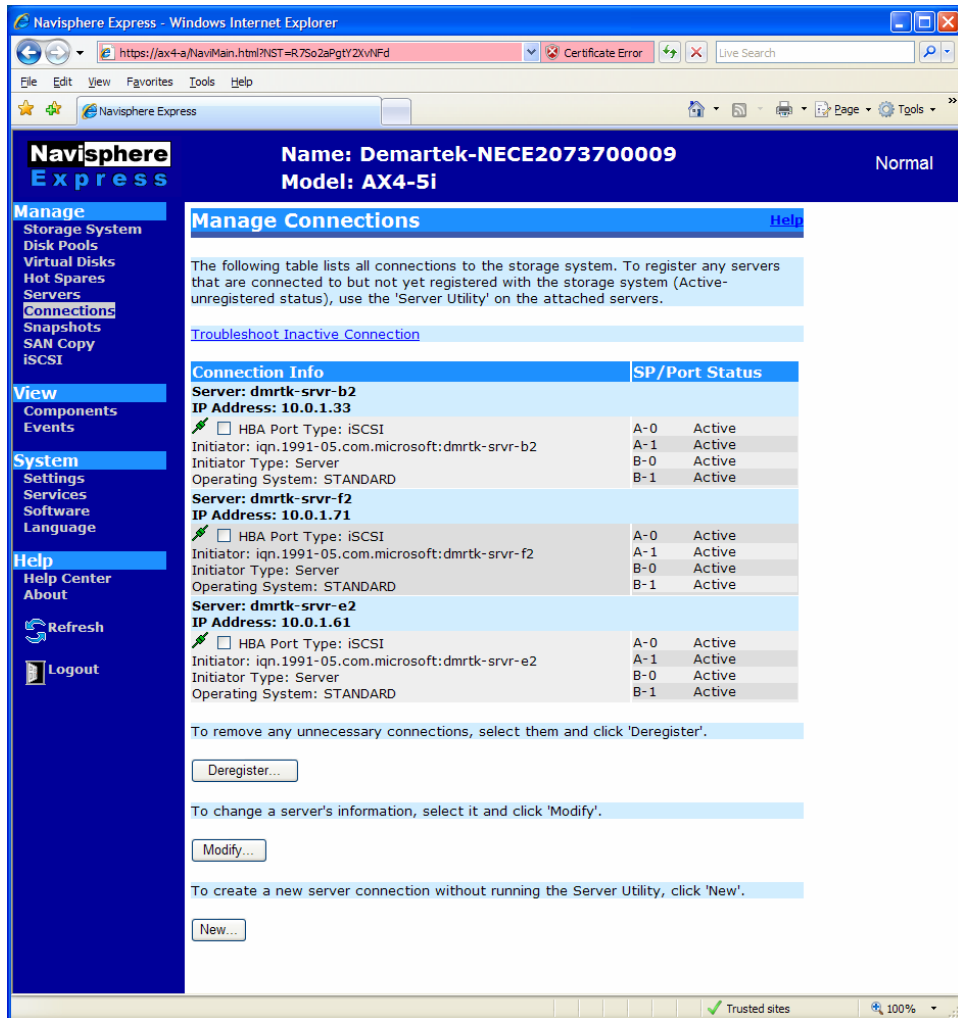 Navisphere Express - Windows Internet Explorer
https://ax4-a/NaviMain.html?NST=R7So2aPgtY2XvNFd
Certificate Error
Live Search
File Edit View Favorites Tools Help
Navisphere Express
Page
Tools
Navisphere
Express
Name: Demartek-NECE2073700009
Model: AX4-5i
Normal
Manage
Storage System
Disk Pools
Virtual Disks
Hot Spares
Servers
Connections
Snapshots
SAN Copy
iSCSI
View
Components
Events
System
Settings
Services
Software
Language
Help
Help Center
About
Refresh
Logout
Manage Connections
Help
The following table lists all connections to the storage system. To register any servers
that are connected to but not yet registered with the storage system (Active-
unregistered status), use the 'Server Utility' on the attached servers.
Troubleshoot Inactive Connection
Connection Info SP/Port Status
Server: dmrtk-srvr-b2
IP Address: 10.0.1.33
HBA Port Type: iSCSI A-0 Active
Initiator: iqn.1991-05.com.microsoft:dmrtk-srvr-b2 A-1 Active
Initiator Type: Server B-0 Active
Operating System: STANDARD B-1 Active
Server: dmrtk-srvr-f2
IP Address: 10.0.1.71
HBA Port Type: iSCSI A-0 Active
Initiator: iqn.1991-05.com.microsoft:dmrtk-srvr-f2 A-1 Active
Initiator Type: Server B-0 Active
Operating System: STANDARD B-1 Active
Server: dmrtk-srvr-e2
IP Address: 10.0.1.61
HBA Port Type: iSCSI A-0 Active
Initiator: iqn.1991-05.com.microsoft:dmrtk-srvr-e2 A-1 Active
Initiator Type: Server B-0 Active
Operating System: STANDARD B-1 Active
To remove any unnecessary connections, select them and click 'Deregister'.
Deregister...
To change a server's information, select it and click 'Modify'.
Modify...
To create a new server connection without running the Server Utility, click 'New'.
New...
Trusted sites
100%